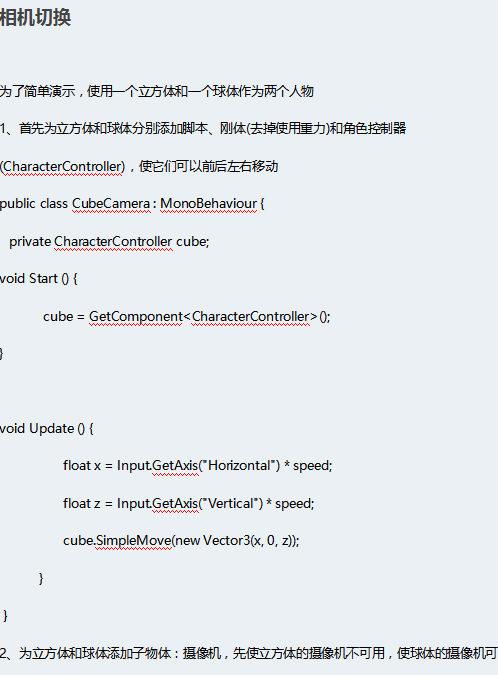 相机切换
为了简单演示，使用一个立方体和一个球体作为两个人物
1、首先为立方体和球体分别添加脚本、刚体(去掉使用重力)和角色控制器
(CharacterController)，使它们可以前后左右移动
public class CubeCamera : MonoBehaviour {
private CharacterController cube;
void Start () {
cube = GetComponent<CharacterController>();
}
void Update () {
float x = Input.GetAxis("Horizontal") * speed;
float z = Input.GetAxis("Vertical") * speed;
cube.SimpleMove(new Vector3(x, 0, z));
}
}
2、为立方体和球体添加子物体：摄像机，先使立方体的摄像机不可用，使球体的摄像机可